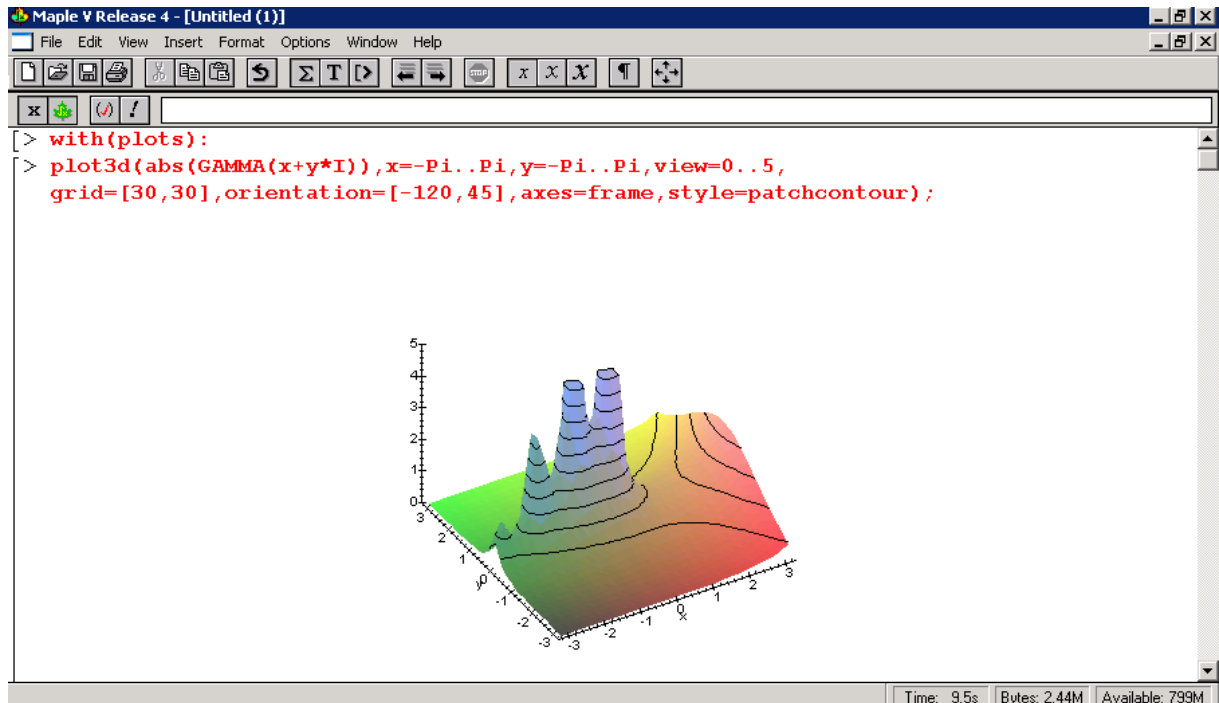 Maple V Release 4 - [Untitled (1)]
File Edit View Insert Format Options Window Help
Σ T [> STOP x x x ¶
x (√) !
[> with(plots):
[> plot3d(abs(GAMMA(x+y*I)),x=-Pi..Pi,y=-Pi..Pi,view=0..5,
grid=[30,30],orientation=[-120,45],axes=frame,style=patchcontour);
5
4
3
2
1
0
3
2
1
y 0
-1
-2
-3
-3
-2
-1
0
x
1
2
3
Time: 9.5s Bytes: 2.44M Available: 799M